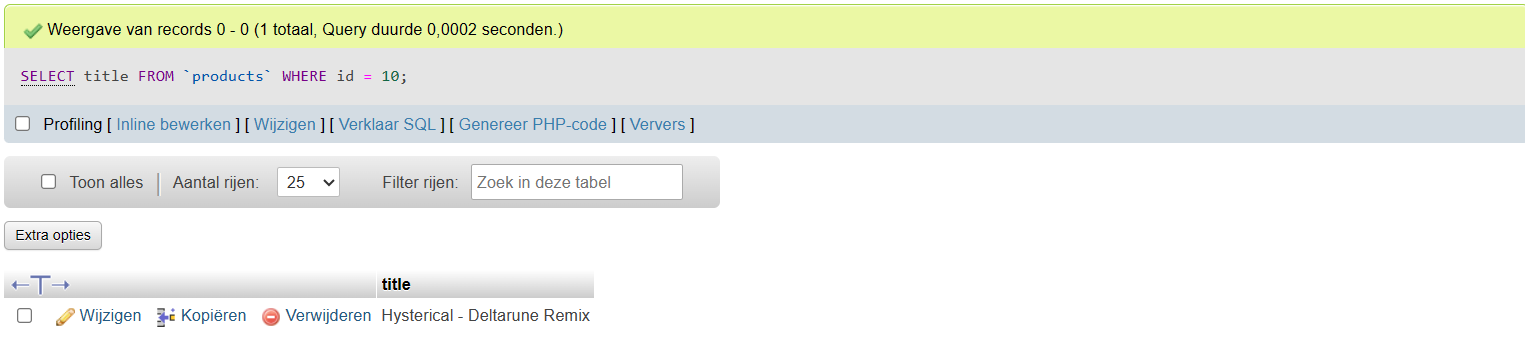 Weergave van records 0 - 0 (1 totaal, Query duurde 0,0002 seconden.)
SELECT title FROM `products` WHERE id = 10;
Profiling [ Inline bewerken ] [ Wijzigen ] [ Verklaar SQL ] [ Genereer PHP-code ] [ Ververs ]
Toon alles Aantal rijen: 25 Filter rijen: Zoek in deze tabel
Extra opties
←T→ title
Wijzigen Kopiëren Verwijderen Hysterical - Deltarune Remix